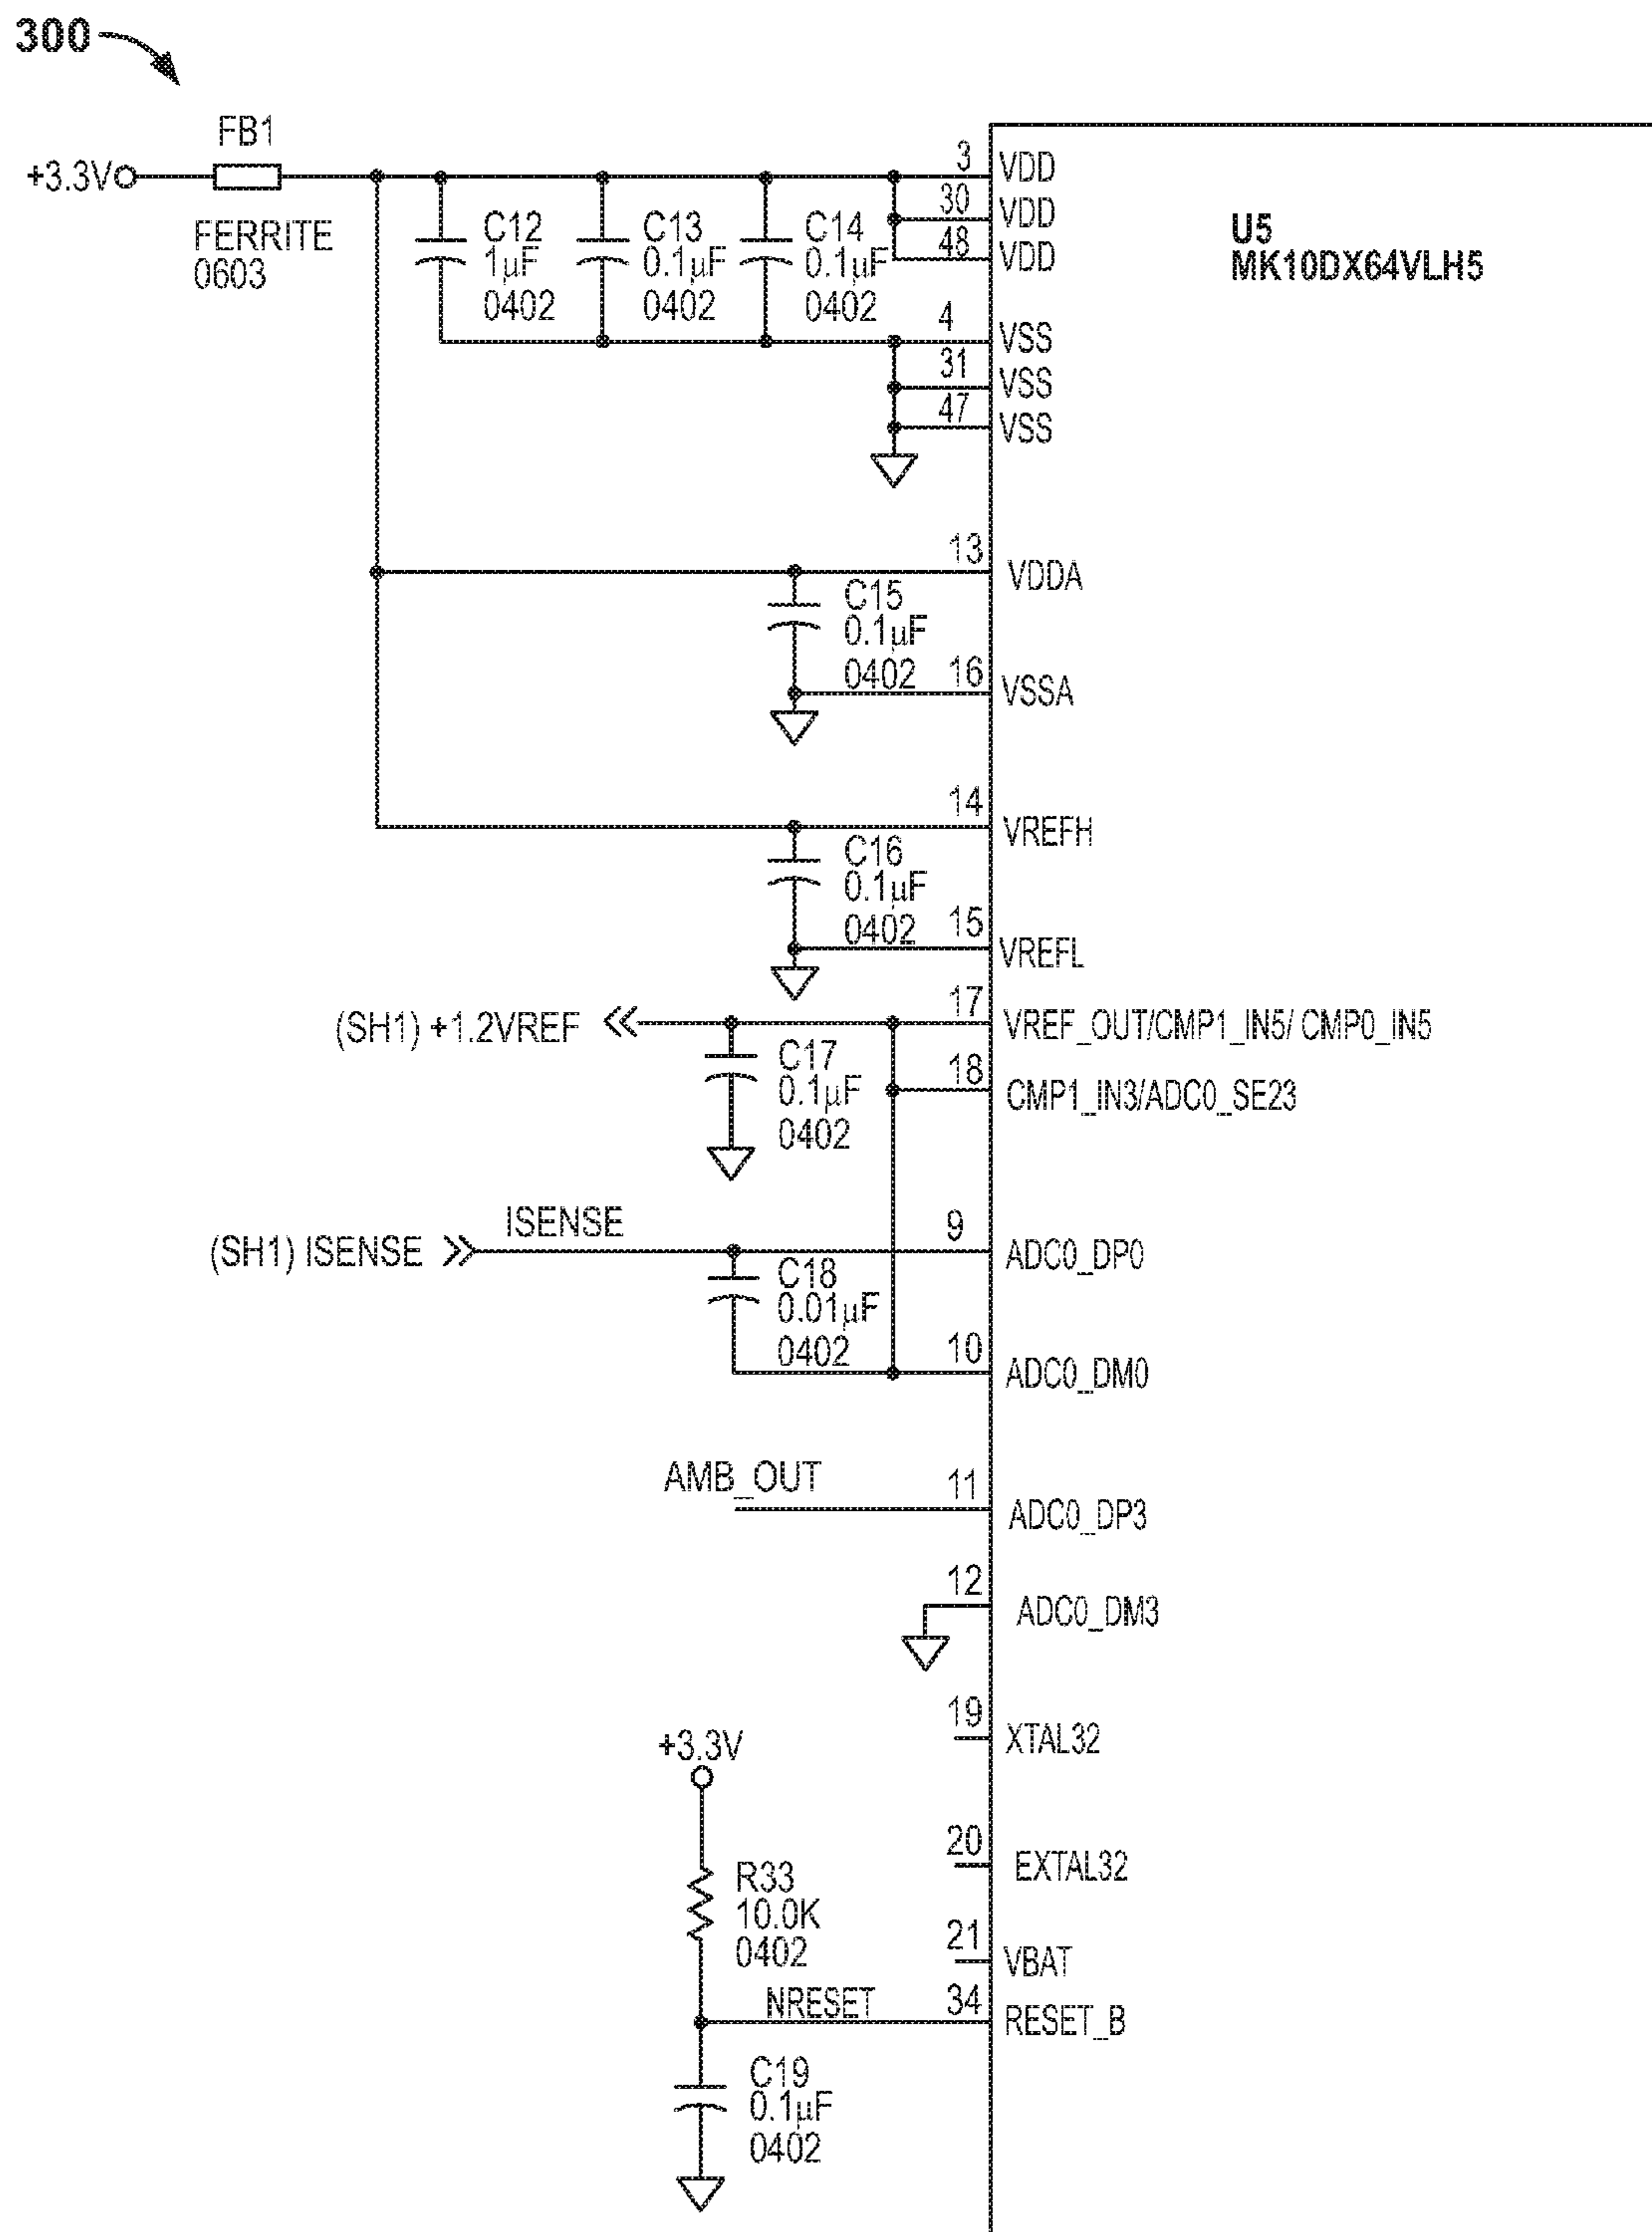 300
FB1
+3.3V
FERRITE
0603
C12
1µF
0402
C13
0.1µF
0402
C14
0.1µF
0402
3
VDD
30
VDD
48
VDD
4
VSS
31
VSS
47
VSS
U5
MK10DX64VLH5
13
VDDA
C15
0.1µF
0402
16
VSSA
14
VREFH
C16
0.1µF
0402
15
VREFL
(SH1) +1.2VREF
17
VREF_OUT/CMP1_IN5/ CMP0_IN5
C17
0.1µF
0402
18
CMP1_IN3/ADC0_SE23
(SH1) ISENSE
ISENSE
9
ADC0_DP0
C18
0.01µF
0402
10
ADC0_DM0
AMB_OUT
11
ADC0_DP3
12
ADC0_DM3
19
XTAL32
+3.3V
20
EXTAL32
R33
10.0K
0402
21
VBAT
NRESET
34
RESET_B
C19
0.1µF
0402